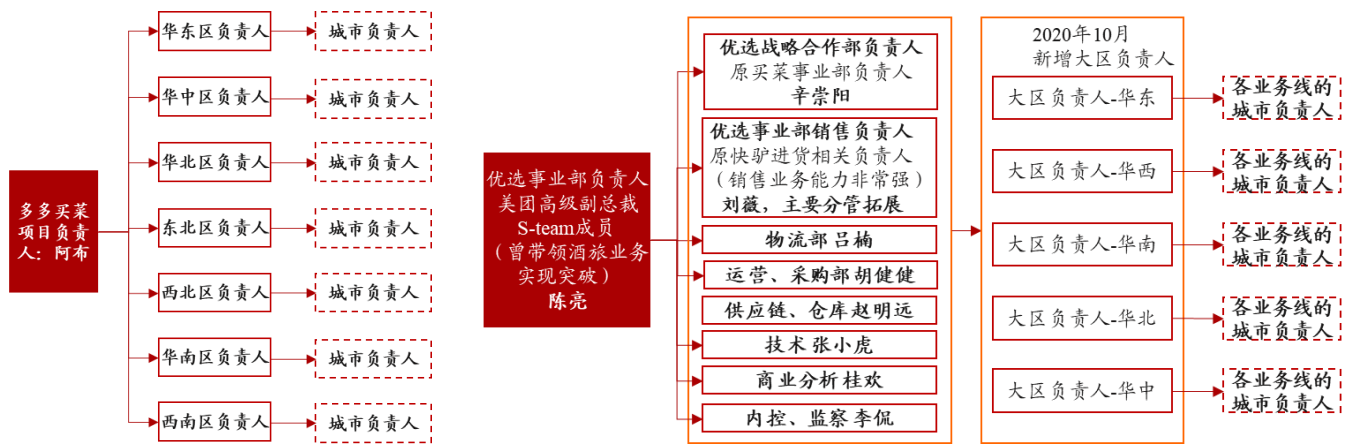 多多买菜
项目负责
人：阿布
华东区负责人
城市负责人
华中区负责人
城市负责人
华北区负责人
城市负责人
东北区负责人
城市负责人
西北区负责人
城市负责人
华南区负责人
城市负责人
西南区负责人
城市负责人
优选事业部负责人
美团高级副总裁
S-team成员
（曾带领酒旅业务
实现突破）
陈亮
优选战略合作部负责人
原买菜事业部负责人
辛崇阳
优选事业部销售负责人
原快驴进货相关负责人
（销售业务能力非常强）
刘薇，主要分管拓展
物流部吕楠
运营、采购部胡健健
供应链、仓库赵明远
技术 张小虎
商业分析桂欢
内控、监察李侃
2020年10月
新增大区负责人
大区负责人-华东
各业务线的
城市负责人
大区负责人-华西
各业务线的
城市负责人
大区负责人-华南
各业务线的
城市负责人
大区负责人-华北
各业务线的
城市负责人
大区负责人-华中
各业务线的
城市负责人